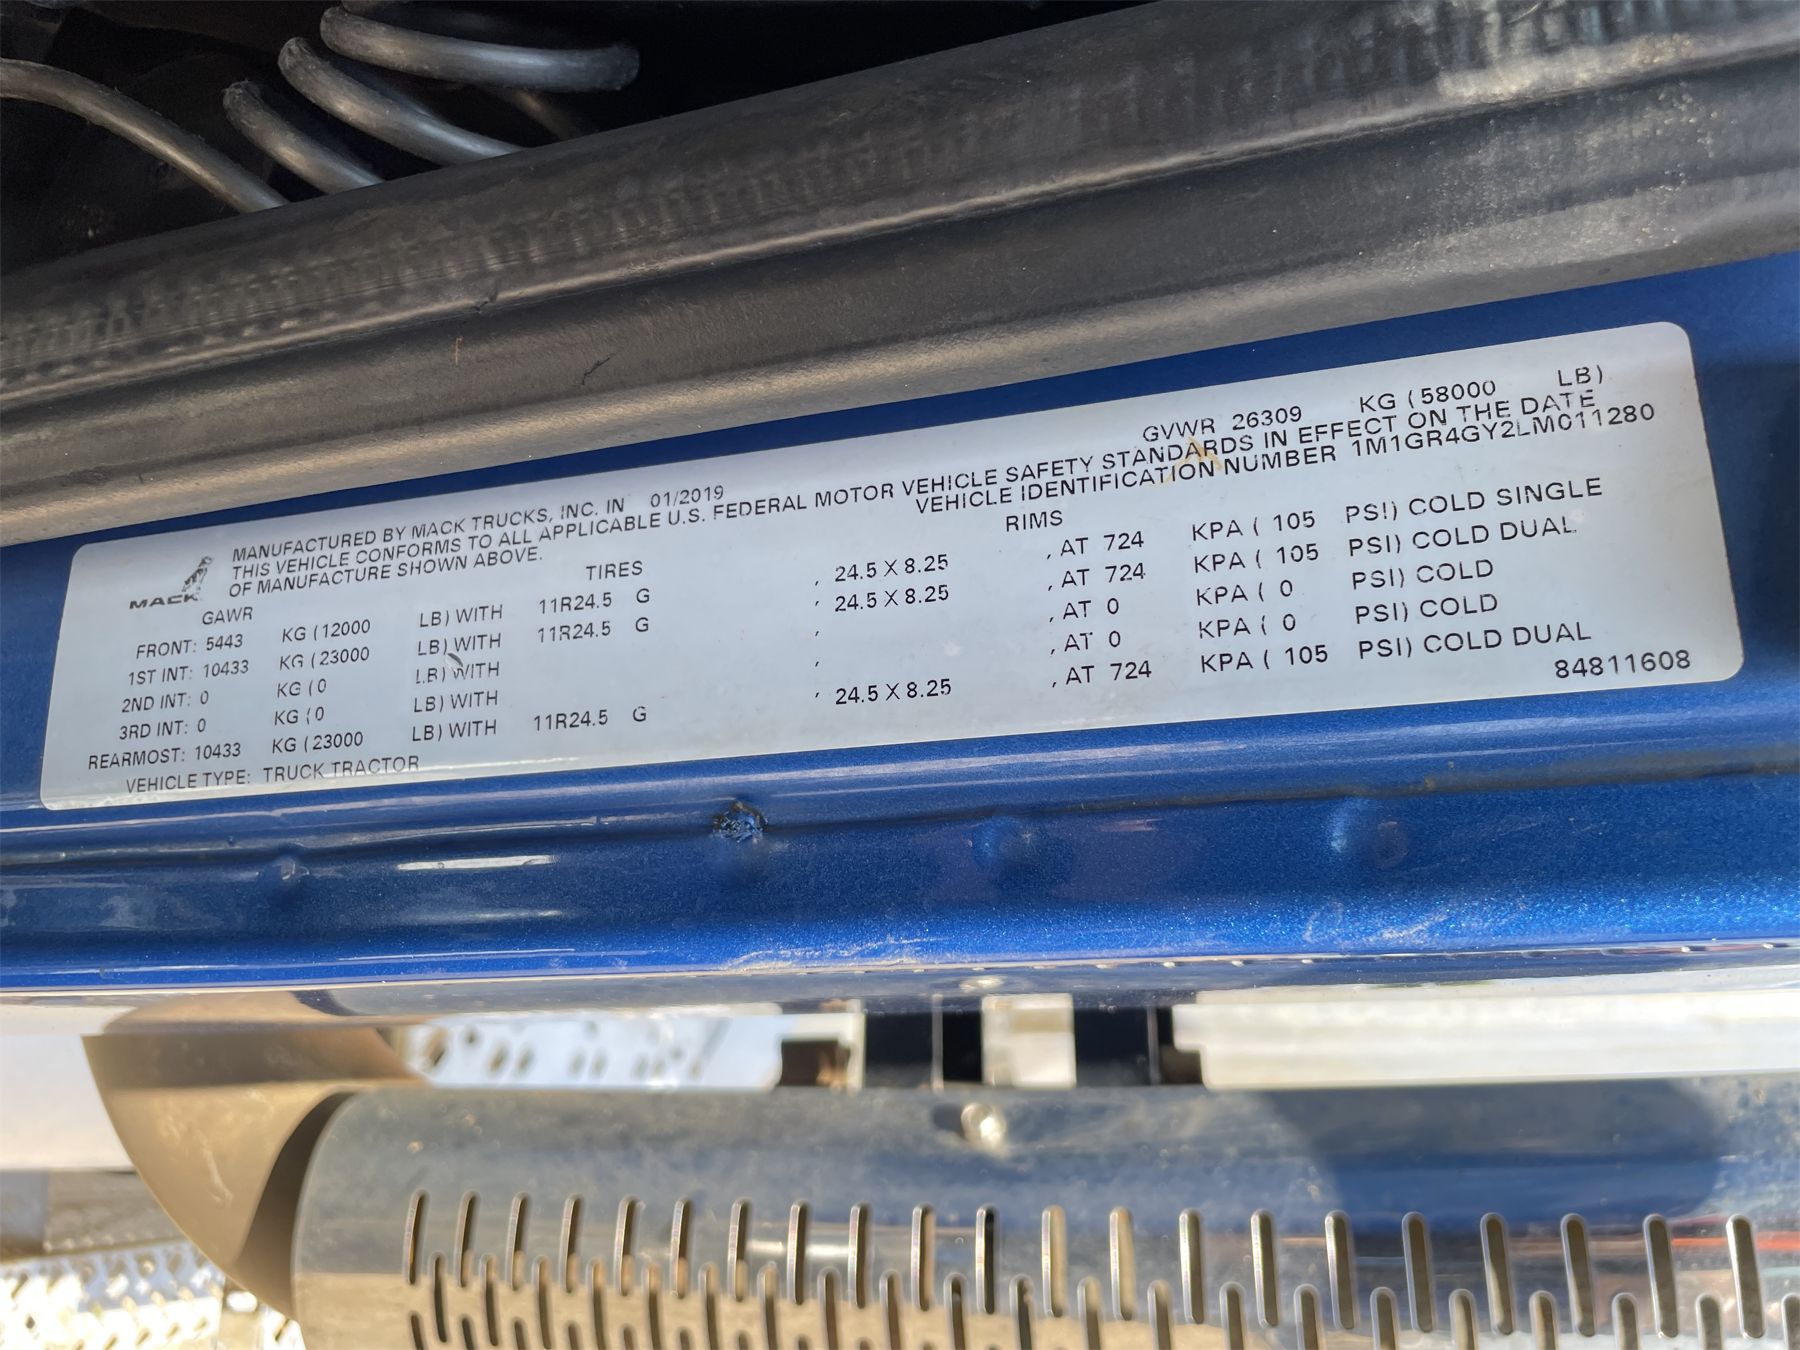 GVWR 26309 KG (58000 LB)
MANUFACTURED BY MACK TRUCKS, INC. IN 01/2019
THIS VEHICLE CONFORMS TO ALL APPLICABLE U.S. FEDERAL MOTOR VEHICLE SAFETY STANDARDS IN EFFECT ON THE DATE
OF MANUFACTURE SHOWN ABOVE. VEHICLE IDENTIFICATION NUMBER 1M1GR4GY2LM011280
MACK
GAWR TIRES RIMS
FRONT: 5443 KG (12000 LB) WITH 11R24.5 G , 24.5 X 8.25 , AT 724 KPA ( 105 PSI) COLD SINGLE
1ST INT: 10433 KG (23000 LB) WITH 11R24.5 G , 24.5 X 8.25 , AT 724 KPA ( 105 PSI) COLD DUAL
2ND INT: 0 KG (0 LB) WITH , , AT 0 KPA ( 0 PSI) COLD
3RD INT: 0 KG (0 LB) WITH , , AT 0 KPA ( 0 PSI) COLD
REARMOST: 10433 KG (23000 LB) WITH 11R24.5 G , 24.5 X 8.25 , AT 724 KPA ( 105 PSI) COLD DUAL
VEHICLE TYPE: TRUCK TRACTOR
84811608